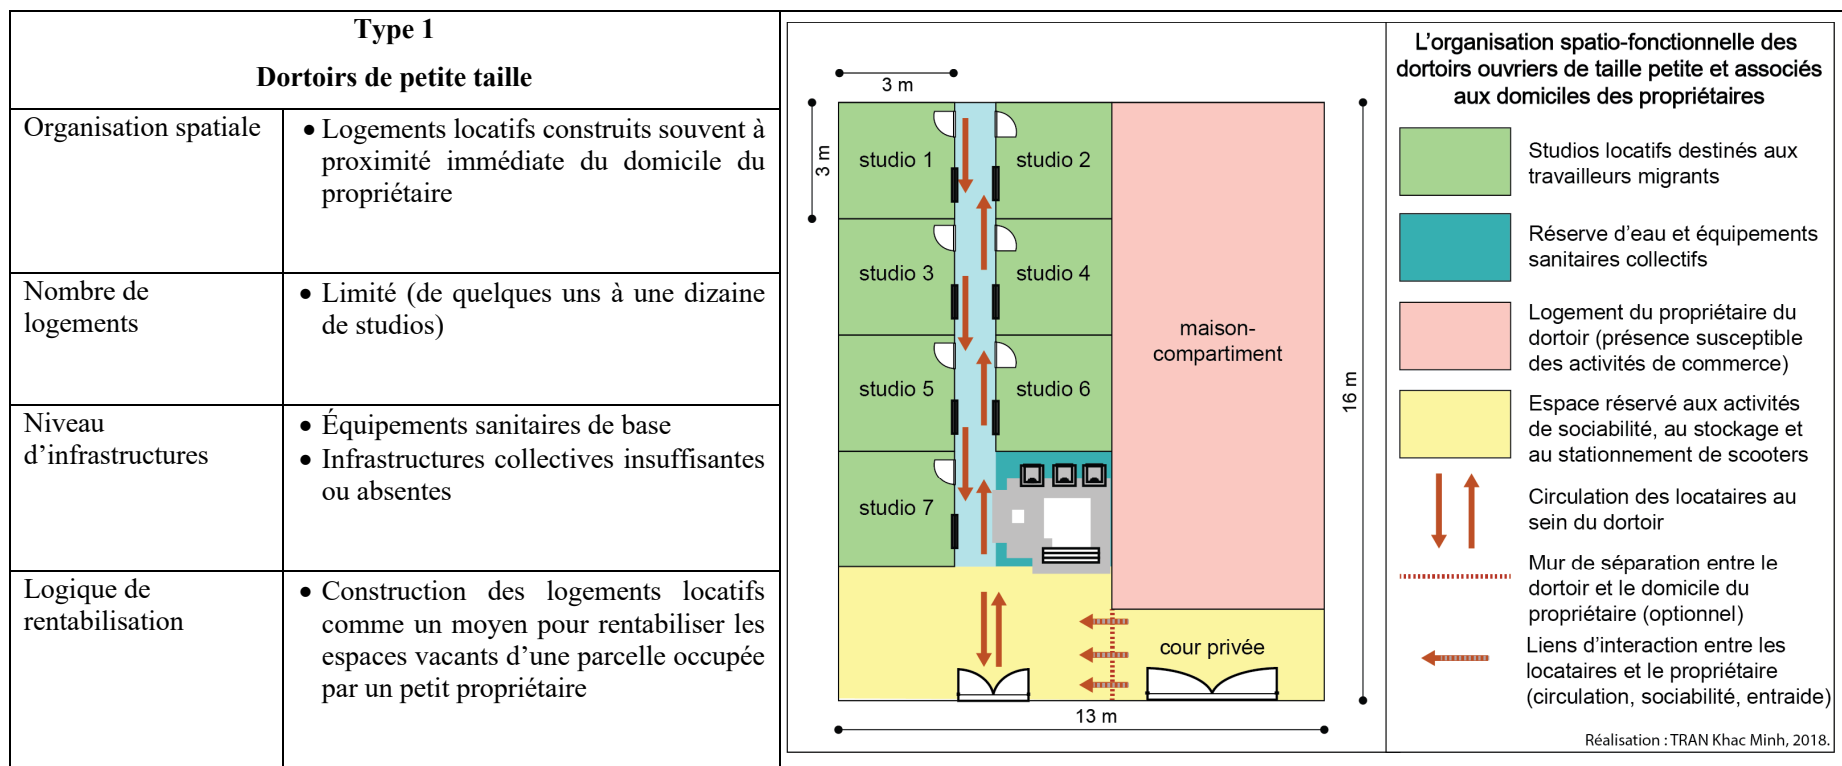 Type 1
Dortoirs de petite taille
Organisation spatiale
• Logements locatifs construits souvent à
proximité immédiate du domicile du
propriétaire
Nombre de
logements
• Limité (de quelques uns à une dizaine
de studios)
Niveau
d’infrastructures
• Équipements sanitaires de base
• Infrastructures collectives insuffisantes
ou absentes
Logique de
rentabilisation
• Construction des logements locatifs
comme un moyen pour rentabiliser les
espaces vacants d’une parcelle occupée
par un petit propriétaire
3 m
3 m
studio 1
studio 2
studio 3
studio 4
studio 5
studio 6
studio 7
maison-
compartiment
cour privée
16 m
13 m
L’organisation spatio-fonctionnelle des
dortoirs ouvriers de taille petite et associés
aux domiciles des propriétaires
Studios locatifs destinés aux
travailleurs migrants
Réserve d’eau et équipements
sanitaires collectifs
Logement du propriétaire du
dortoir (présence susceptible
des activités de commerce)
Espace réservé aux activités
de sociabilité, au stockage et
au stationnement de scooters
Circulation des locataires au
sein du dortoir
Mur de séparation entre le
dortoir et le domicile du
propriétaire (optionnel)
Liens d’interaction entre les
locataires et le propriétaire
(circulation, sociabilité, entraide)
Réalisation : TRAN Khac Minh, 2018.